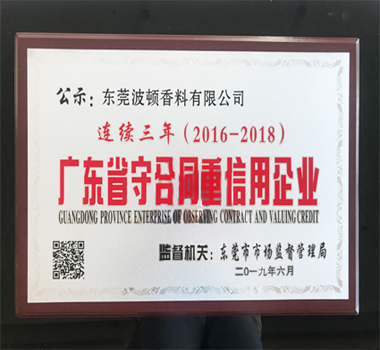 公示：东莞波顿香料有限公司
连续三年（2016-2018）
广东省守合同重信用企业
GUANGDONG PROVINCE ENTERPRISE OF OBSERVING CONTRACT AND VALUING CREDIT
监督机关：东莞市市场监督管理局
二○一九年六月